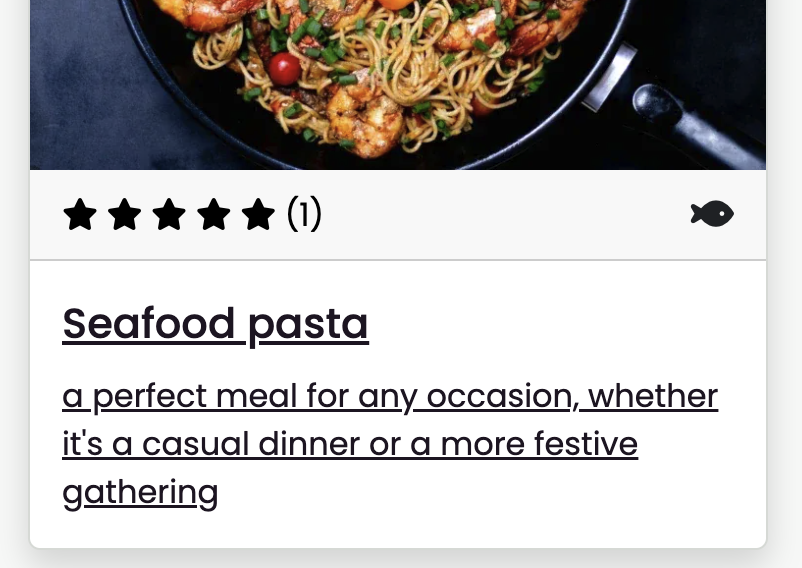 (1)
Seafood pasta
a perfect meal for any occasion, whether
it's a casual dinner or a more festive
gathering